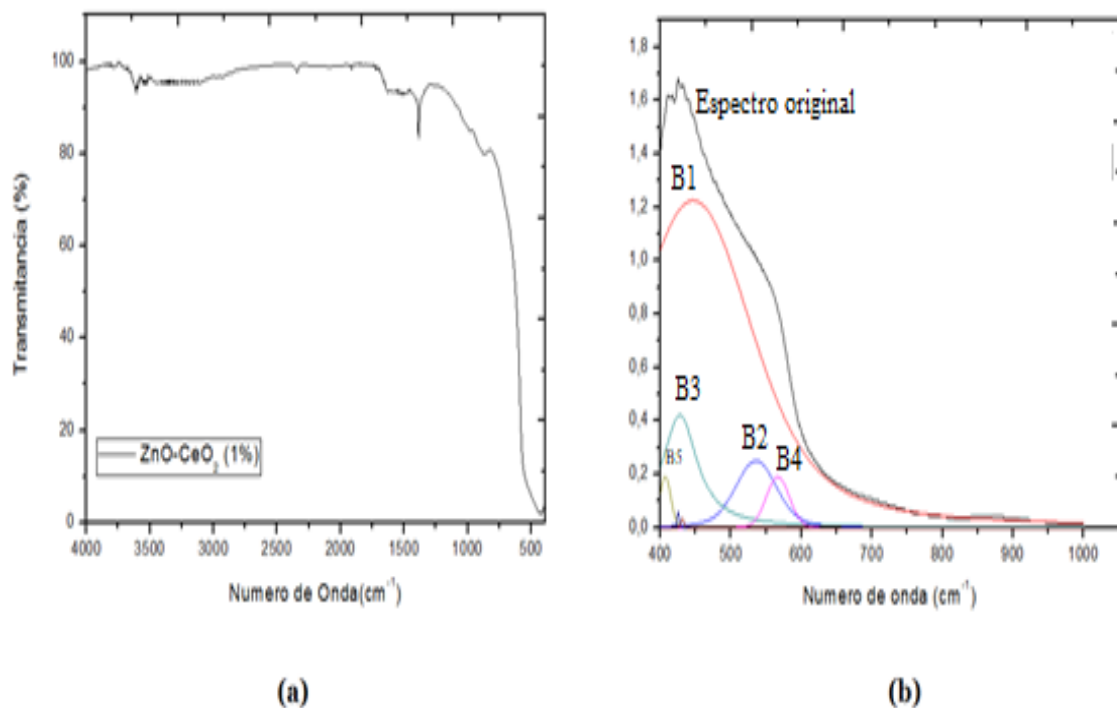 100
80
60
40
20
0
Transmitancia (%)
ZnO-CeO₂ (1%)
4000 3500 3000 2500 2000 1500 1000 500
Numero de Onda(cm⁻¹)
(a)
1,8
1,6
1,4
1,2
1,0
0,8
0,6
0,4
0,2
0,0
Espectro original
B1
B3
B2
B4
B5
400 500 600 700 800 900 1000
Numero de onda (cm⁻¹)
(b)